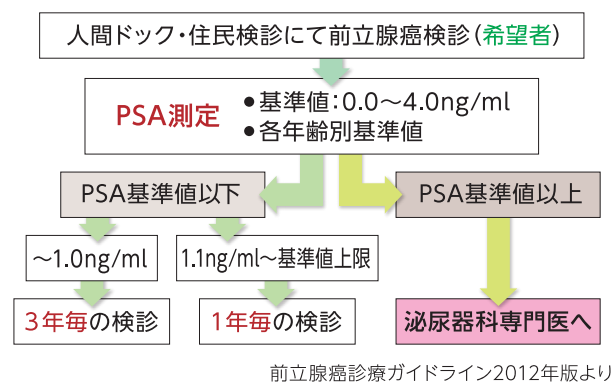 人間ドック・住民検診にて前立腺癌検診（希望者）
PSA測定
●基準値：0.0～4.0ng/ml
●各年齢別基準値
PSA基準値以下
PSA基準値以上
～1.0ng/ml
1.1ng/ml～基準値上限
3年毎の検診
1年毎の検診
泌尿器科専門医へ
前立腺癌診療ガイドライン2012年版より